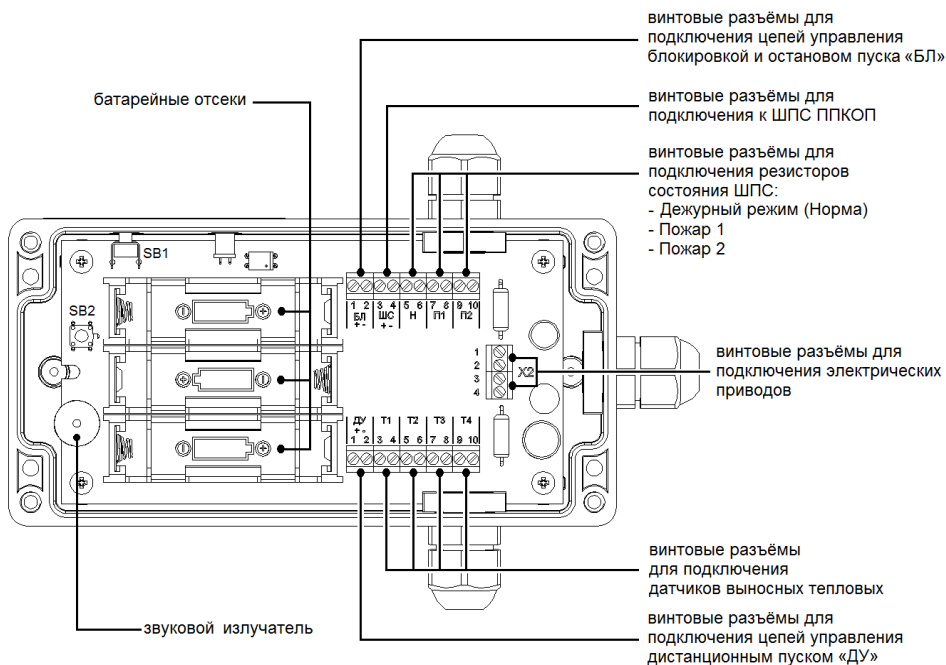 винтовые разъёмы для
подключения цепей управления
блокировкой и остановом пуска «БЛ»
батарейные отсеки
винтовые разъёмы для
подключения к ШПС ППКОП
винтовые разъёмы для
подключения резисторов
состояния ШПС:
- Дежурный режим (Норма)
- Пожар 1
- Пожар 2
SB1
SB2
1 2 3 4 5 6 7 8 9 10
БЛ ШС Н П1 П2
+ - + -
1
2
3
4
X2
винтовые разъёмы для
подключения электрических
приводов
ДУ Т1 Т2 Т3 Т4
+ -
1 2 3 4 5 6 7 8 9 10
винтовые разъёмы
для подключения
датчиков выносных тепловых
звуковой излучатель
винтовые разъёмы для
подключения цепей управления
дистанционным пуском «ДУ»